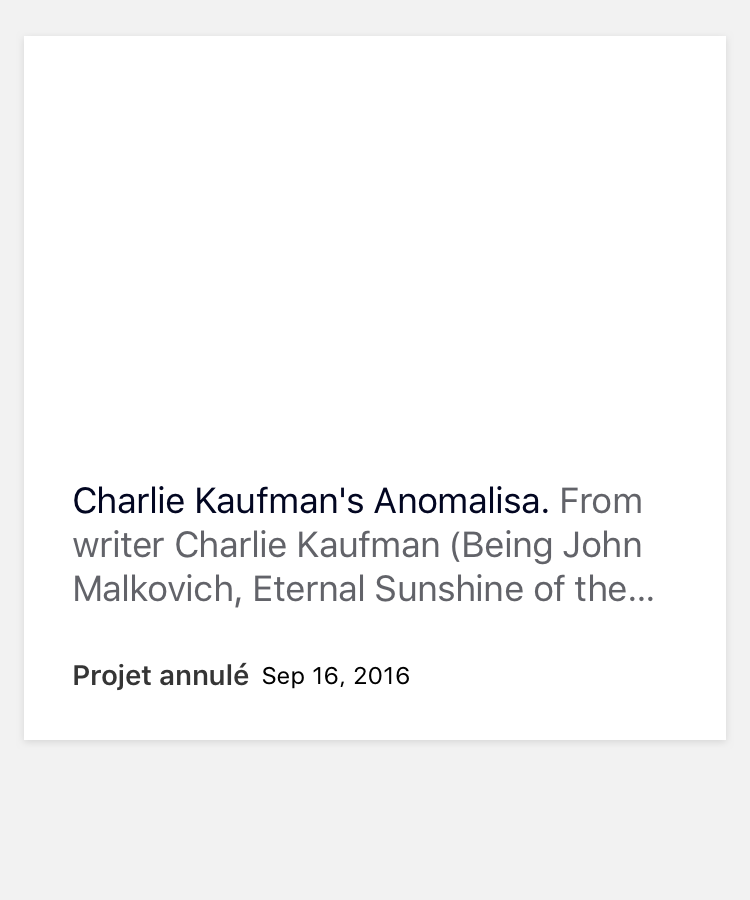 Charlie Kaufman's Anomalisa. From
writer Charlie Kaufman (Being John
Malkovich, Eternal Sunshine of the...
Projet annulé Sep 16, 2016